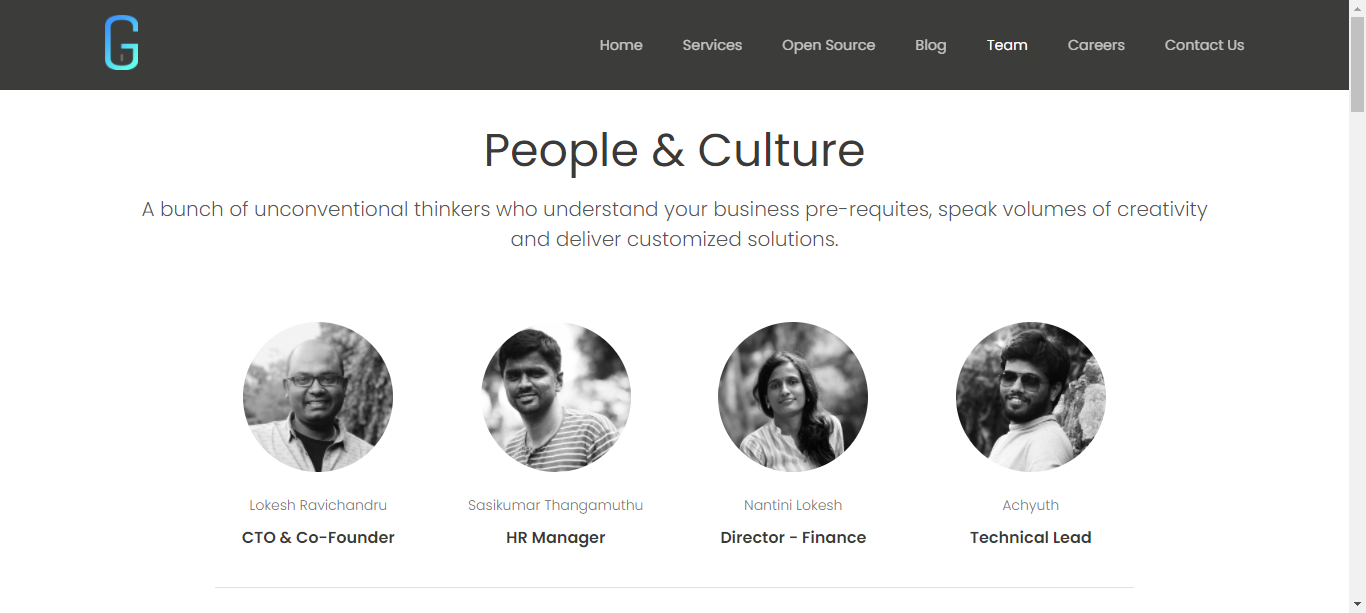 Home Services Open Source Blog Team Careers Contact Us
People & Culture
A bunch of unconventional thinkers who understand your business pre-requites, speak volumes of creativity
and deliver customized solutions.
Lokesh Ravichandru Sasikumar Thangamuthu Nantini Lokesh Achyuth
CTO & Co-Founder HR Manager Director - Finance Technical Lead